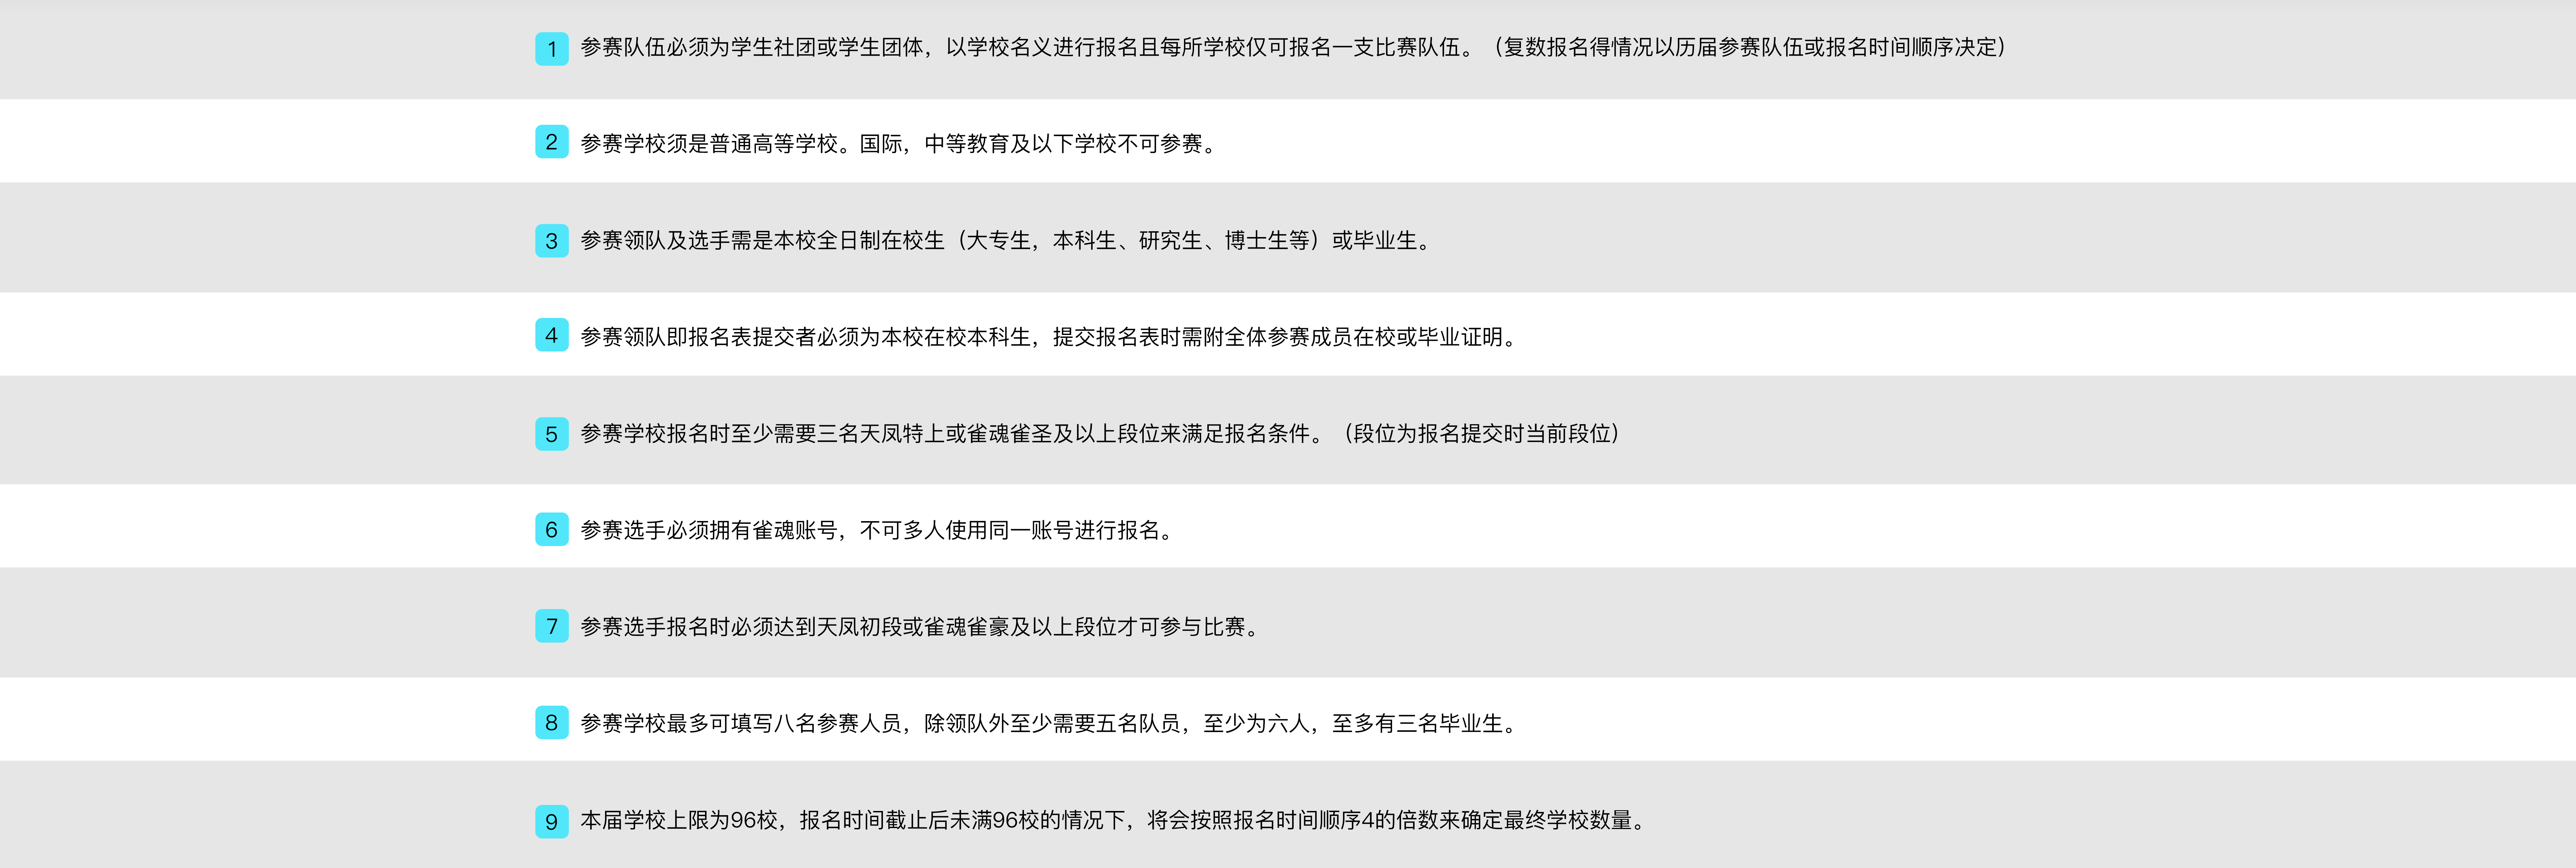 1 参赛队伍必须为学生社团或学生团体，以学校名义进行报名且每所学校仅可报名一支比赛队伍。（复数报名得情况以历届参赛队伍或报名时间顺序决定）
2 参赛学校须是普通高等学校。国际，中等教育及以下学校不可参赛。
3 参赛领队及选手需是本校全日制在校生（大专生，本科生、研究生、博士生等）或毕业生。
4 参赛领队即报名表提交者必须为本校在校本科生，提交报名表时需附全体参赛成员在校或毕业证明。
5 参赛学校报名时至少需要三名天凤特上或雀魂雀圣及以上段位来满足报名条件。（段位为报名提交时当前段位）
6 参赛选手必须拥有雀魂账号，不可多人使用同一账号进行报名。
7 参赛选手报名时必须达到天凤初段或雀魂雀豪及以上段位才可参与比赛。
8 参赛学校最多可填写八名参赛人员，除领队外至少需要五名队员，至少为六人，至多有三名毕业生。
9 本届学校上限为96校，报名时间截止后未满96校的情况下，将会按照报名时间顺序4的倍数来确定最终学校数量。